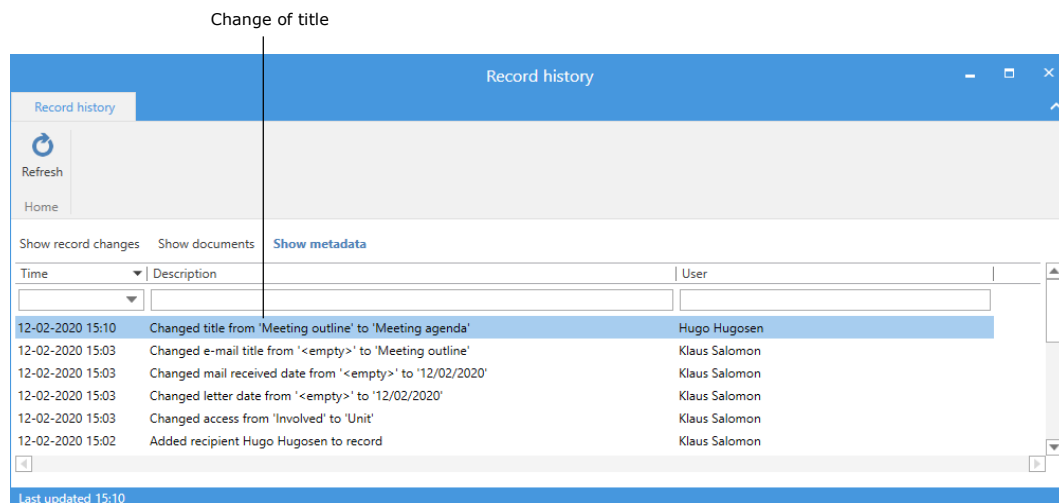 Change of title
Record history
Record history
Refresh
Home
Show record changes Show documents Show metadata
Time Description User
12-02-2020 15:10 Changed title from 'Meeting outline' to 'Meeting agenda' Hugo Hugosen
12-02-2020 15:03 Changed e-mail title from '<empty>' to 'Meeting outline' Klaus Salomon
12-02-2020 15:03 Changed mail received date from '<empty>' to '12/02/2020' Klaus Salomon
12-02-2020 15:03 Changed letter date from '<empty>' to '12/02/2020' Klaus Salomon
12-02-2020 15:03 Changed access from 'Involved' to 'Unit' Klaus Salomon
12-02-2020 15:02 Added recipient Hugo Hugosen to record Klaus Salomon
Last updated 15:10